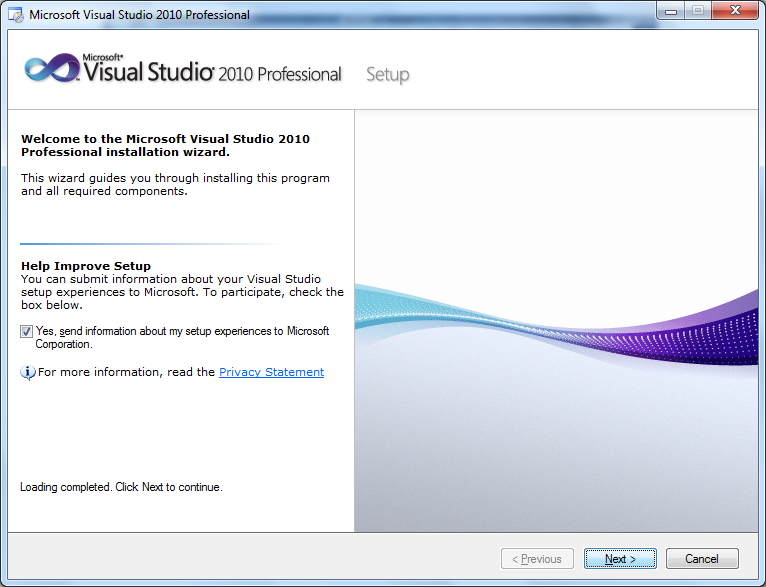 Microsoft Visual Studio 2010 Professional
Microsoft®
Visual Studio® 2010 Professional Setup
Welcome to the Microsoft Visual Studio 2010
Professional installation wizard.
This wizard guides you through installing this program
and all required components.
Help Improve Setup
You can submit information about your Visual Studio
setup experiences to Microsoft. To participate, check the
box below.
Yes, send information about my setup experiences to Microsoft
Corporation.
For more information, read the Privacy Statement
Loading completed. Click Next to continue.
< Previous Next > Cancel